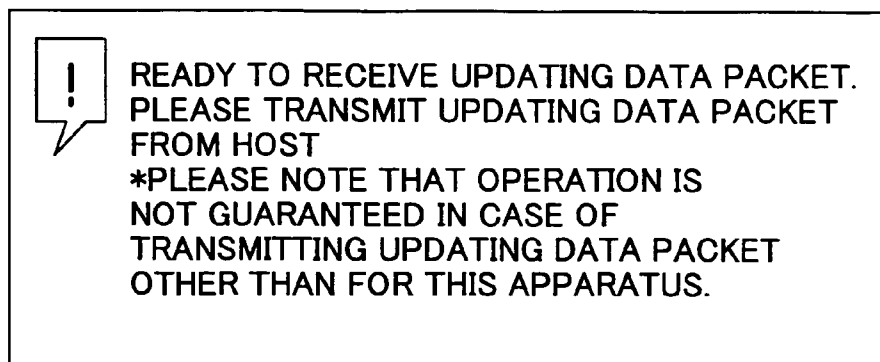 !
READY TO RECEIVE UPDATING DATA PACKET.
PLEASE TRANSMIT UPDATING DATA PACKET
FROM HOST
*PLEASE NOTE THAT OPERATION IS
NOT GUARANTEED IN CASE OF
TRANSMITTING UPDATING DATA PACKET
OTHER THAN FOR THIS APPARATUS.